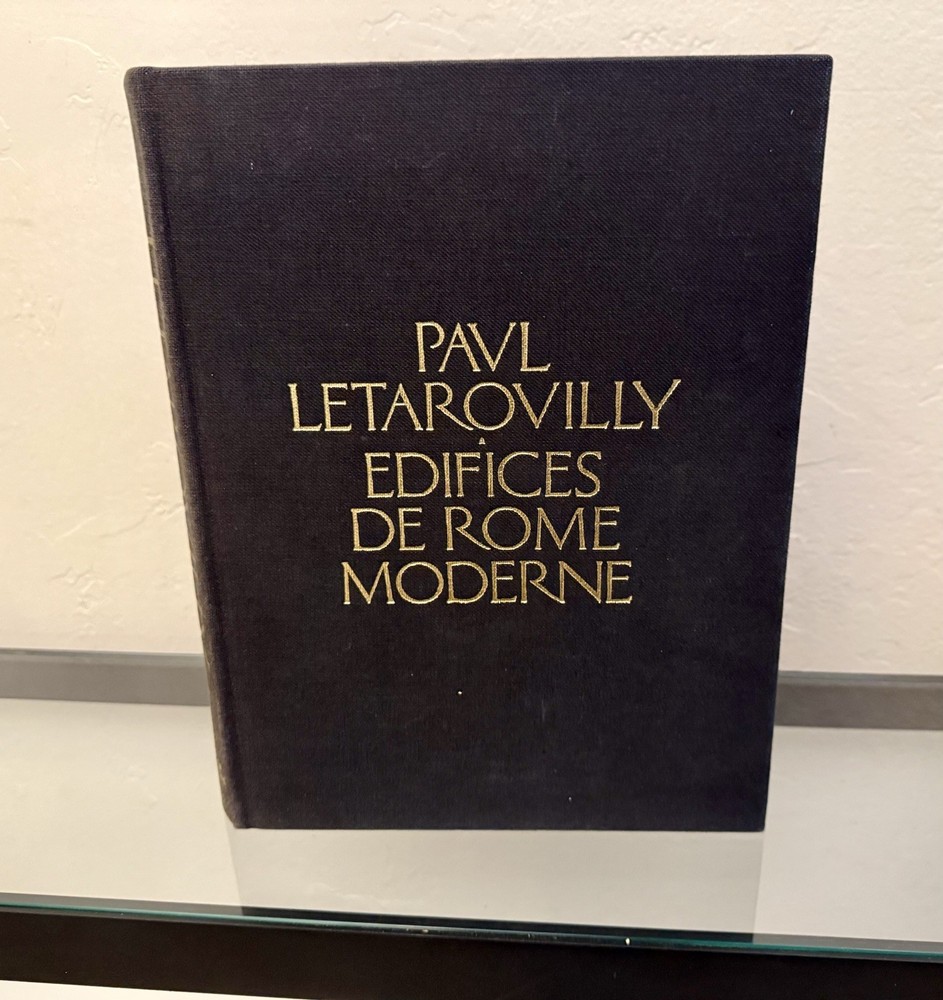 PAVL
LETAROVILLY
EDIFICES
DE ROME
MODERNE